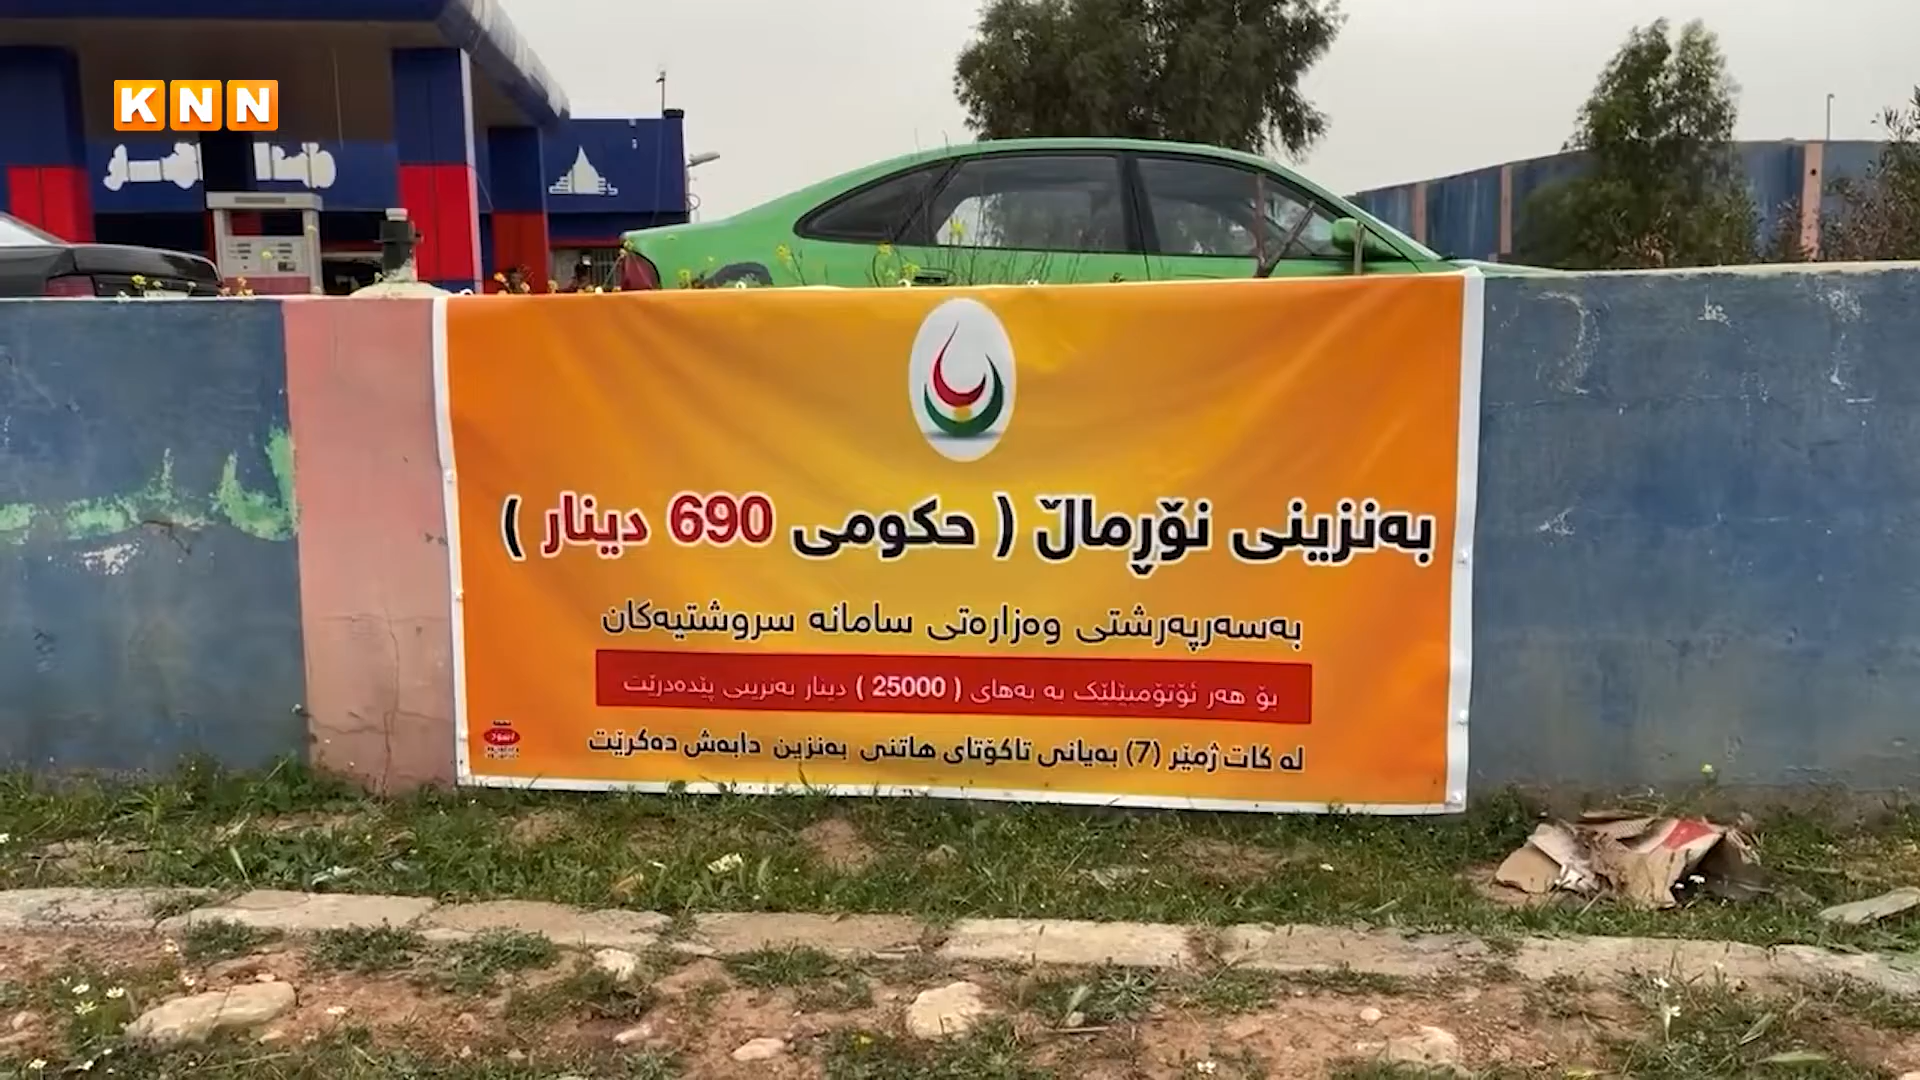 KNN
بەنزینی نۆڕماڵ ( حکومی 690 دینار )
بەسەرپەرشتی وەزارەتی سامانە سروشتیەکان
بۆ هەر ئۆتۆمبێلێک بە بەهای ( 25000 ) دینار بەنزینی پێدەدرێت
لە کات ژمێر (7) بەیانی تاکۆتای هاتنی بەنزین دابەش دەکرێت